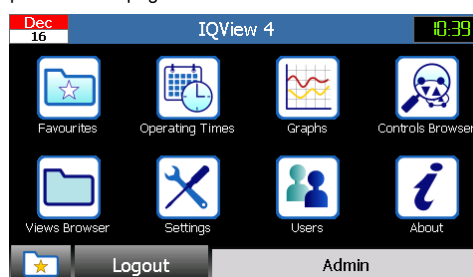 Dec
16
IQView 4
10:39
Favourites
Operating Times
Graphs
Controls Browser
Views Browser
Settings
Users
About
Logout
Admin